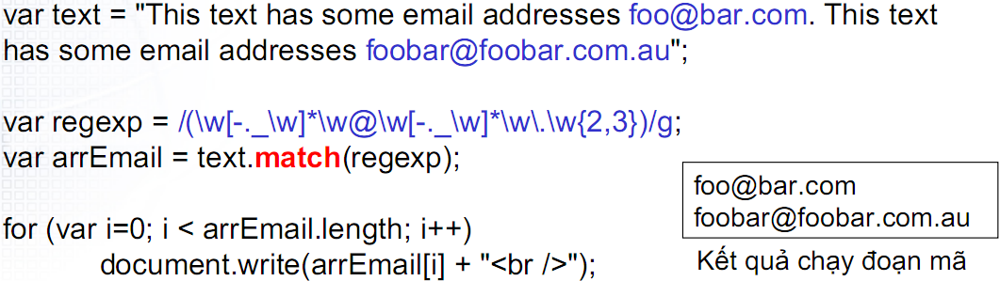 var text = "This text has some email addresses foo@bar.com. This text
has some email addresses foobar@foobar.com.au";
var regexp = /(\w[-._\w]*\w@\w[-._\w]*\w\.\w{2,3})/g;
var arrEmail = text.match(regexp);
for (var i=0; i < arrEmail.length; i++)
document.write(arrEmail[i] + "<br />");
foo@bar.com
foobar@foobar.com.au
Kết quả chạy đoạn mã